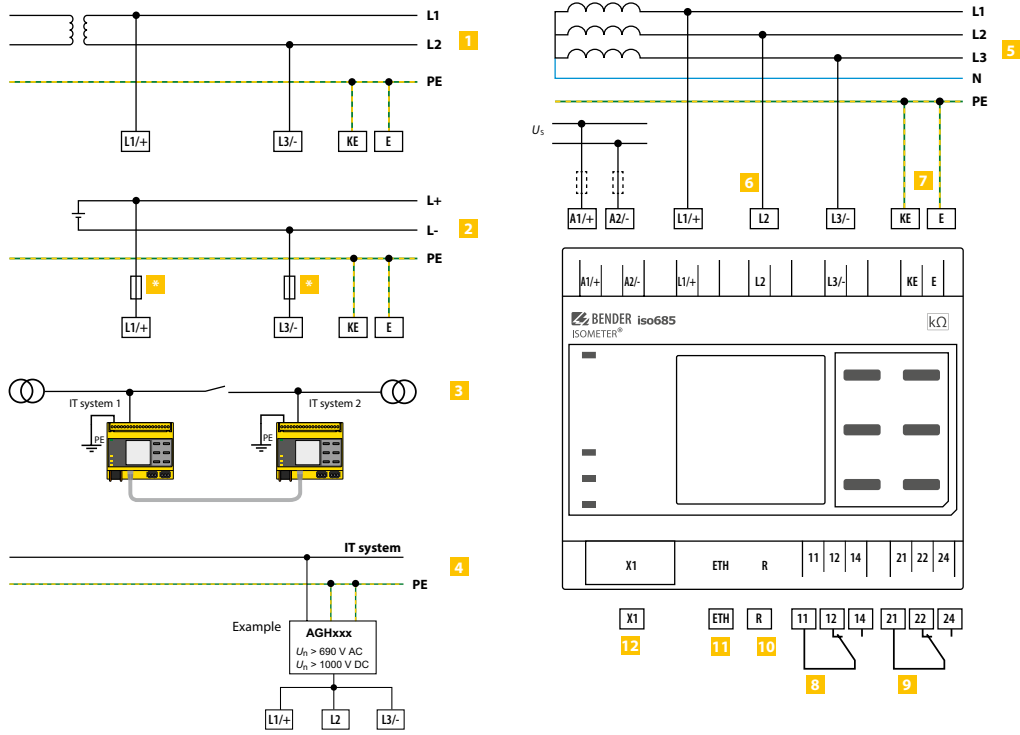 L1
L2
1
PE
L1/+
L3/-
KE
E
L+
L-
2
PE
*
*
L1/+
L3/-
KE
E
3
IT system 1
IT system 2
PE
PE
IT system
4
PE
Example
AGHxxx
Un > 690 V AC
Un > 1000 V DC
L1/+
L2
L3/-
L1
L2
5
L3
N
PE
Us
6
7
A1/+
A2/-
L1/+
L2
L3/-
KE
E
A1/+
A2/-
L1/+
L2
L3/-
KE
E
BENDER iso685
ISOMETER®
kΩ
X1
ETH
R
11
12
14
21
22
24
X1
ETH
R
11
12
14
21
22
24
12
11
10
8
9